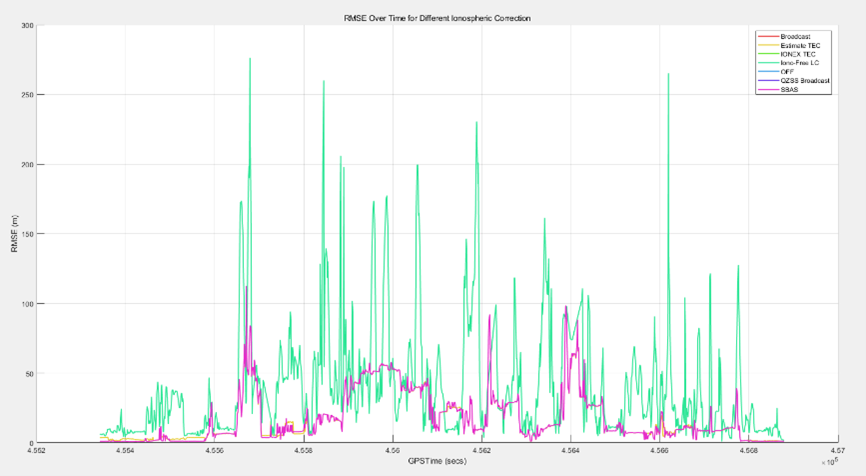 RMSE Over Time for Different Ionospheric Correction
300
250
200
150
100
50
0
RMSE (m)
Broadcast
Estimate TEC
IONEX TEC
Iono-Free LC
OFF
QZSS Broadcast
SBAS
4.552 4.554 4.556 4.558 4.56 4.562 4.564 4.566 4.568 4.57
GPSTime (secs)
×10⁵